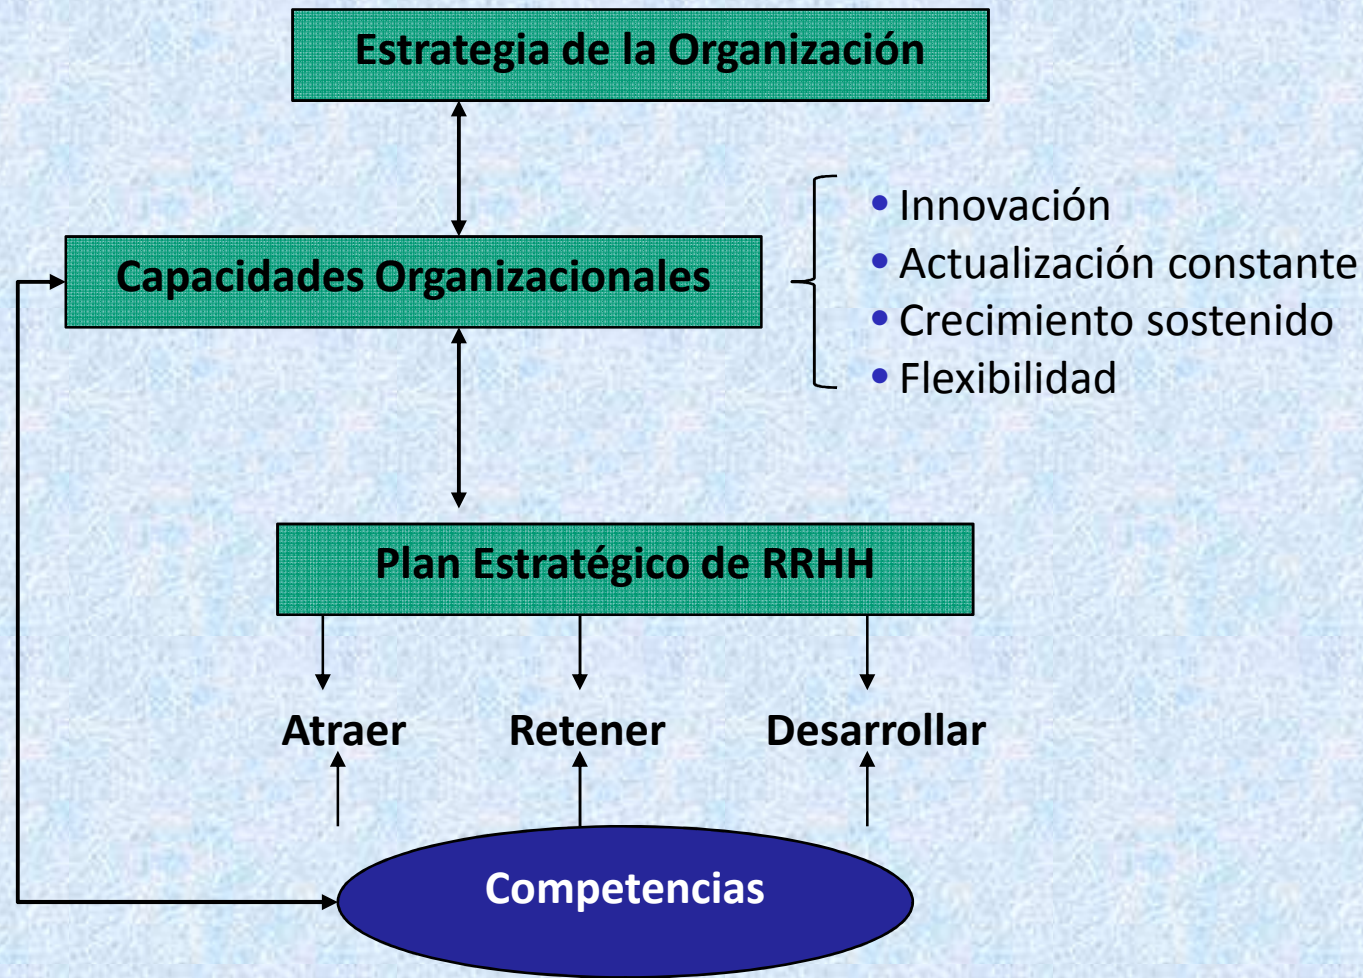 Estrategia de la Organización
Capacidades Organizacionales
• Innovación
• Actualización constante
• Crecimiento sostenido
• Flexibilidad
Plan Estratégico de RRHH
Atraer Retener Desarrollar
Competencias